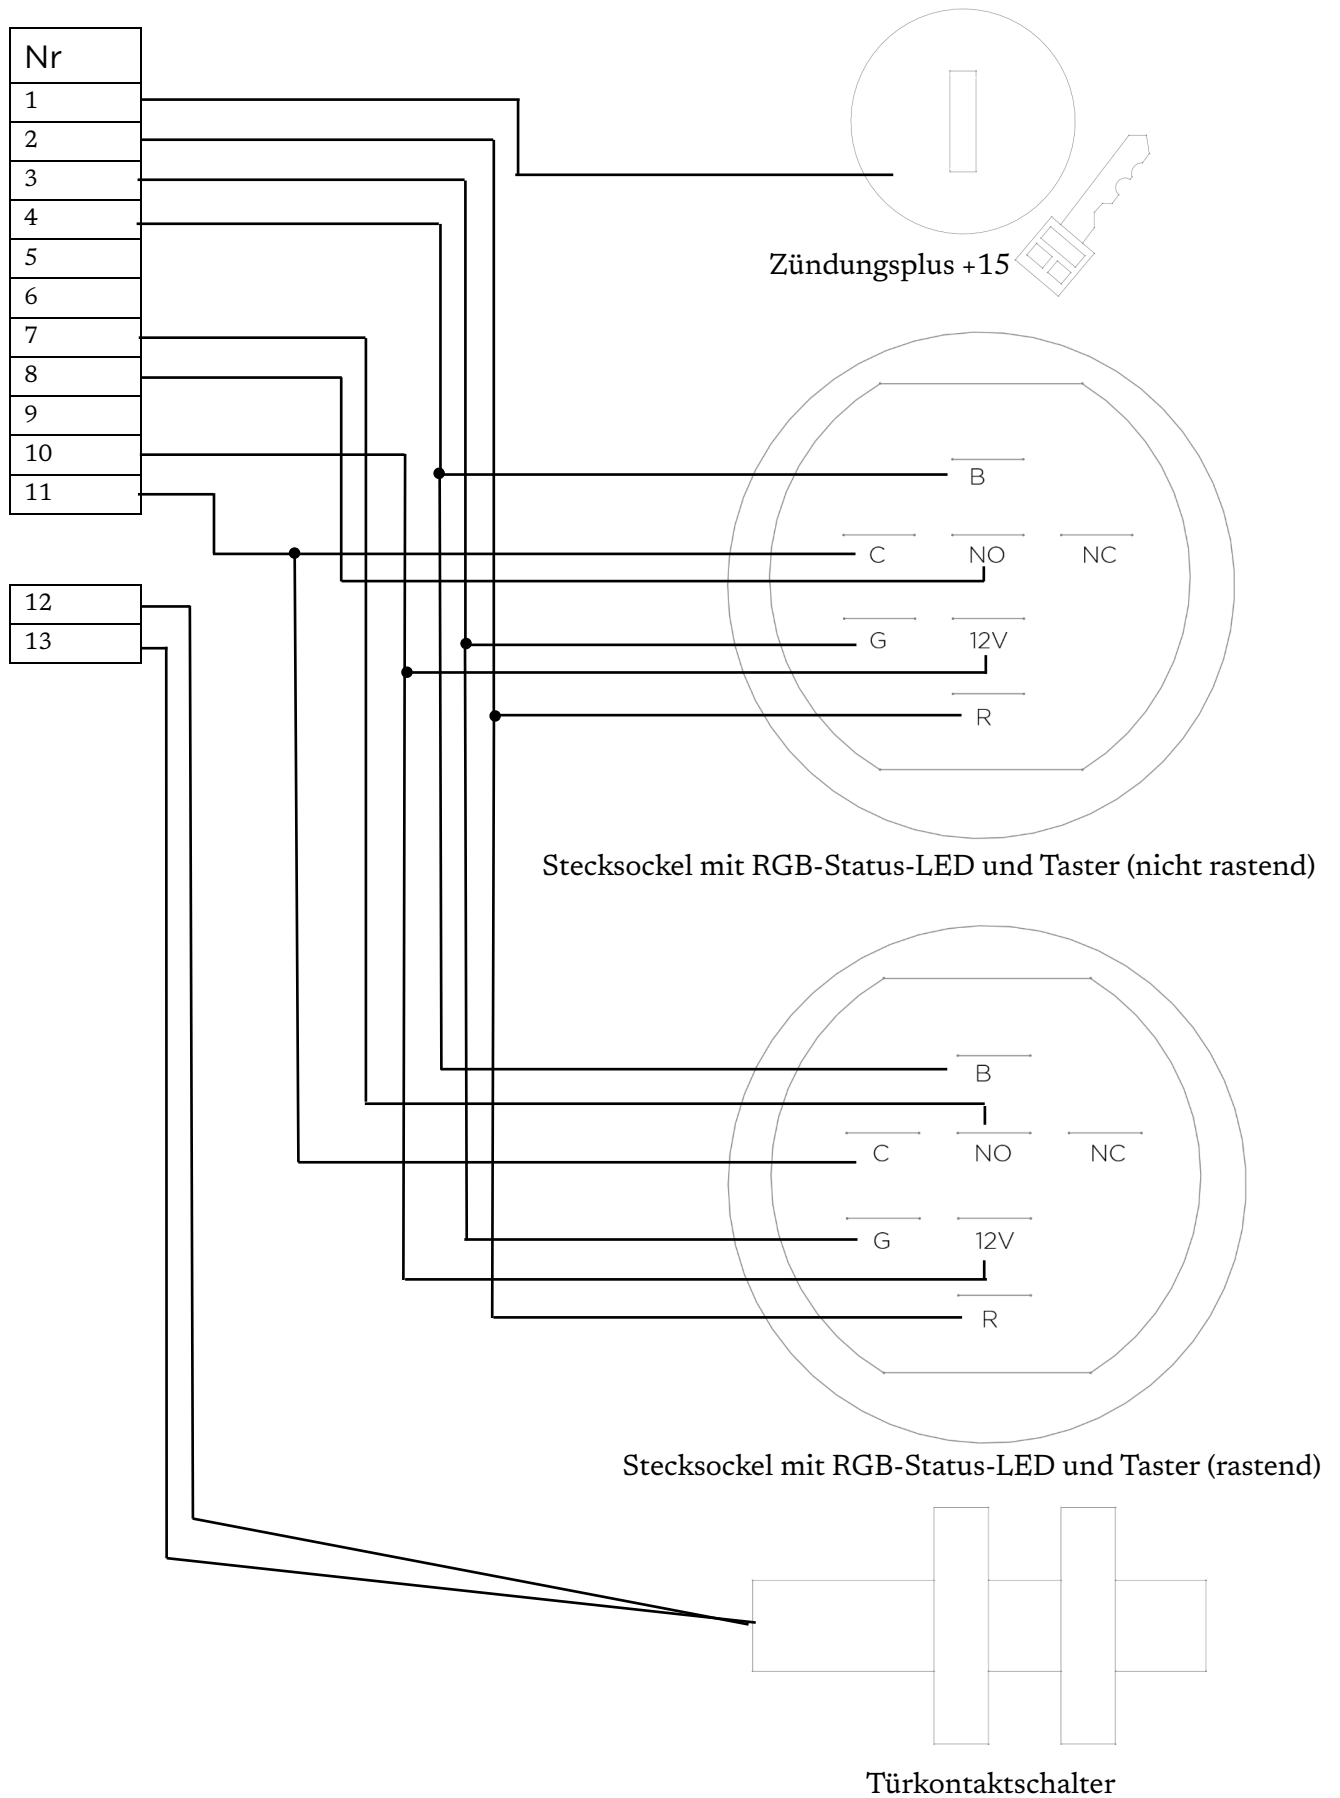 Nr
1
2
3
4
5
6
7
8
9
10
11
12
13
Zündungsplus +15
B
C NO NC
G 12V
R
Stecksockel mit RGB-Status-LED und Taster (nicht rastend)
B
C NO NC
G 12V
R
Stecksockel mit RGB-Status-LED und Taster (rastend)
Türkontaktschalter